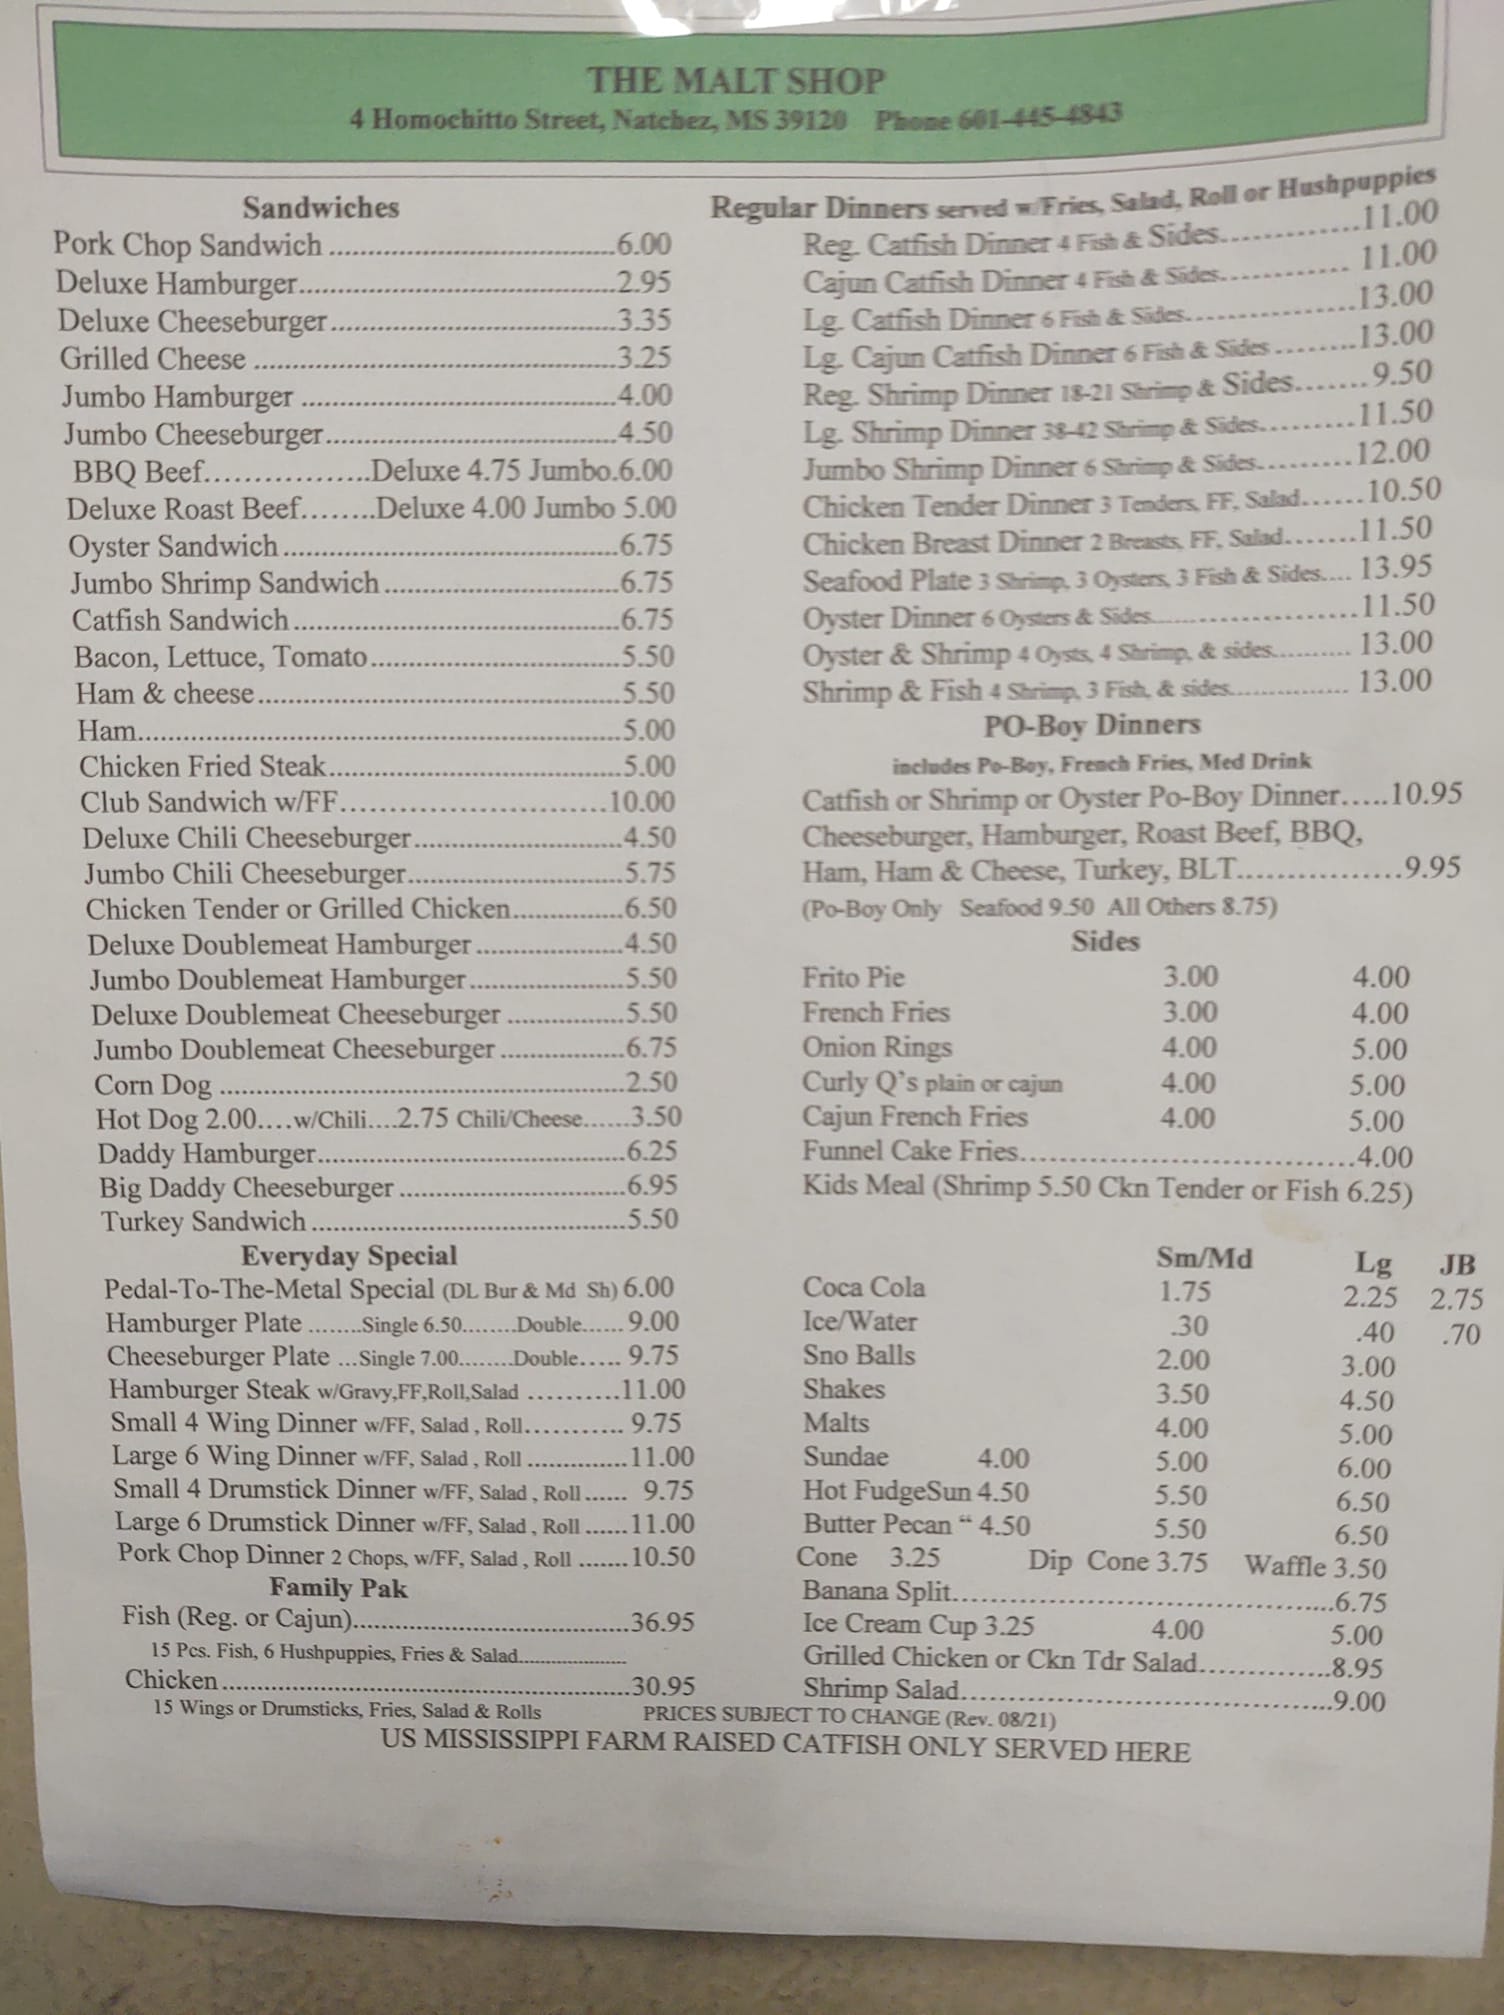 THE MALT SHOP
4 Homochitto Street, Natchez, MS 39120 Phone 601-445-4843
Sandwiches
Pork Chop Sandwich ......................................6.00
Deluxe Hamburger..........................................2.95
Deluxe Cheeseburger......................................3.35
Grilled Cheese ................................................3.25
Jumbo Hamburger ..........................................4.00
Jumbo Cheeseburger.......................................4.50
BBQ Beef..................Deluxe 4.75 Jumbo.6.00
Deluxe Roast Beef........Deluxe 4.00 Jumbo 5.00
Oyster Sandwich .............................................6.75
Jumbo Shrimp Sandwich ...............................6.75
Catfish Sandwich............................................6.75
Bacon, Lettuce, Tomato.................................5.50
Ham & cheese................................................5.50
Ham................................................................5.00
Chicken Fried Steak.......................................5.00
Club Sandwich w/FF...........................10.00
Deluxe Chili Cheeseburger............................4.50
Jumbo Chili Cheeseburger.............................5.75
Chicken Tender or Grilled Chicken...............6.50
Deluxe Doublemeat Hamburger ....................4.50
Jumbo Doublemeat Hamburger.....................5.50
Deluxe Doublemeat Cheeseburger ................5.50
Jumbo Doublemeat Cheeseburger .................6.75
Corn Dog ......................................................2.50
Hot Dog 2.00....w/Chili....2.75 Chili/Cheese......3.50
Daddy Hamburger.........................................6.25
Big Daddy Cheeseburger ..............................6.95
Turkey Sandwich ..........................................5.50
Everyday Special
Pedal-To-The-Metal Special (DL Bur & Md Sh) 6.00
Hamburger Plate ........Single 6.50........Double...... 9.00
Cheeseburger Plate ...Single 7.00........Double..... 9.75
Hamburger Steak w/Gravy,FF,Roll,Salad ..........11.00
Small 4 Wing Dinner w/FF, Salad , Roll........... 9.75
Large 6 Wing Dinner w/FF, Salad , Roll ..............11.00
Small 4 Drumstick Dinner w/FF, Salad , Roll ...... 9.75
Large 6 Drumstick Dinner w/FF, Salad , Roll ......11.00
Pork Chop Dinner 2 Chops, w/FF, Salad , Roll .......10.50
Family Pak
Fish (Reg. or Cajun).....................................36.95
15 Pcs. Fish, 6 Hushpuppies, Fries & Salad......................
Chicken .......................................................30.95
15 Wings or Drumsticks, Fries, Salad & Rolls
Regular Dinners served w/Fries, Salad, Roll or Hushpuppies
Reg. Catfish Dinner 4 Fish & Sides..............11.00
Cajun Catfish Dinner 4 Fish & Sides............ 11.00
Lg. Catfish Dinner 6 Fish & Sides.................13.00
Lg. Cajun Catfish Dinner 6 Fish & Sides ........13.00
Reg. Shrimp Dinner 18-21 Shrimp & Sides.......9.50
Lg. Shrimp Dinner 38-42 Shrimp & Sides.........11.50
Jumbo Shrimp Dinner 6 Shrimp & Sides..........12.00
Chicken Tender Dinner 3 Tenders, FF, Salad......10.50
Chicken Breast Dinner 2 Breasts, FF, Salad.......11.50
Seafood Plate 3 Shrimp, 3 Oysters, 3 Fish & Sides.... 13.95
Oyster Dinner 6 Oysters & Sides.....................11.50
Oyster & Shrimp 4 Oysts, 4 Shrimp, & sides.......... 13.00
Shrimp & Fish 4 Shrimp, 3 Fish, & sides............... 13.00
PO-Boy Dinners
includes Po-Boy, French Fries, Med Drink
Catfish or Shrimp or Oyster Po-Boy Dinner.....10.95
Cheeseburger, Hamburger, Roast Beef, BBQ,
Ham, Ham & Cheese, Turkey, BLT................9.95
(Po-Boy Only Seafood 9.50 All Others 8.75)
Sides
Frito Pie 3.00 4.00
French Fries 3.00 4.00
Onion Rings 4.00 5.00
Curly Q's plain or cajun 4.00 5.00
Cajun French Fries 4.00 5.00
Funnel Cake Fries..................................4.00
Kids Meal (Shrimp 5.50 Ckn Tender or Fish 6.25)
Sm/Md Lg JB
Coca Cola 1.75 2.25 2.75
Ice/Water .30 .40 .70
Sno Balls 2.00 3.00
Shakes 3.50 4.50
Malts 4.00 5.00
Sundae 4.00 5.00 6.00
Hot FudgeSun 4.50 5.50 6.50
Butter Pecan “ 4.50 5.50 6.50
Cone 3.25 Dip Cone 3.75 Waffle 3.50
Banana Split.......................................6.75
Ice Cream Cup 3.25 4.00 5.00
Grilled Chicken or Ckn Tdr Salad..............8.95
Shrimp Salad.......................................9.00
PRICES SUBJECT TO CHANGE (Rev. 08/21)
US MISSISSIPPI FARM RAISED CATFISH ONLY SERVED HERE